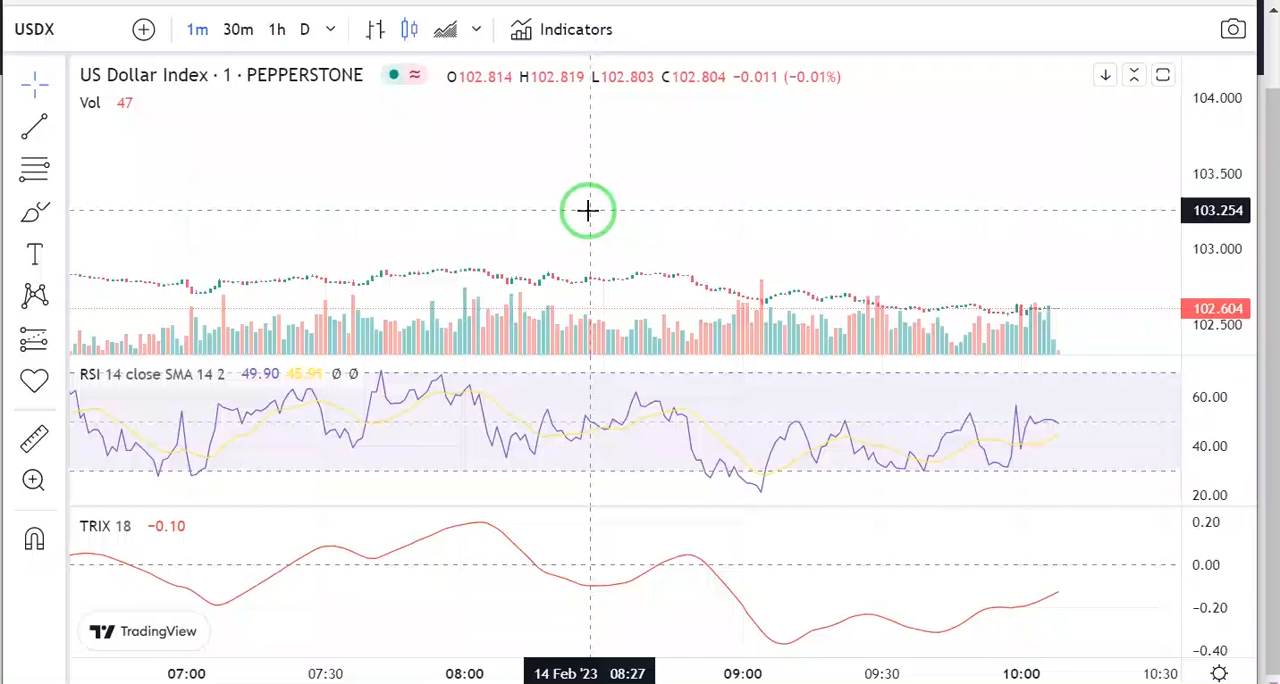 USDX 1m 30m 1h D Indicators
US Dollar Index · 1 · PEPPERSTONE O102.814 H102.819 L102.803 C102.804 −0.011 (−0.01%)
Vol 47
104.000
103.500
103.254
103.000
102.604
102.500
RSI 14 close SMA 14 2 49.90 45.91 Ø Ø
60.00
40.00
20.00
TRIX 18 −0.10
0.20
0.00
−0.20
−0.40
TradingView
07:00 07:30 08:00 14 Feb '23 08:27 09:00 09:30 10:00 10:30